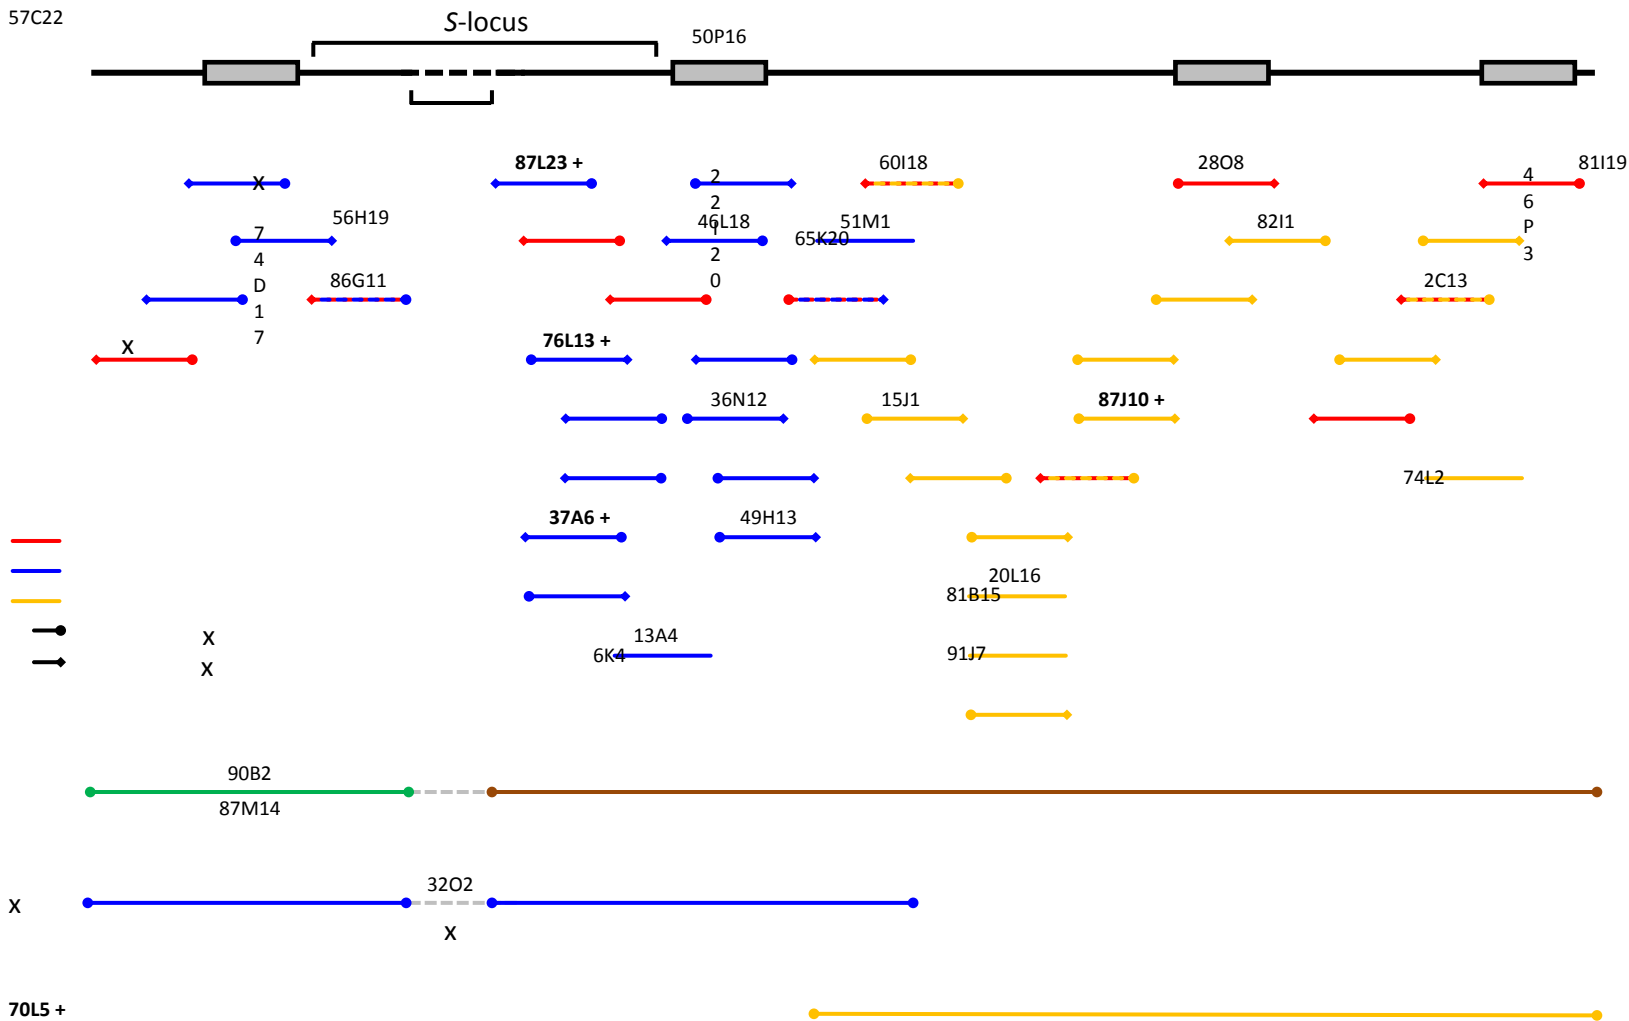 57C22
S-locus
50P16
87L23 +
60I18
28O8
81I19
X
2
2
I
2
0
4
6
P
3
56H19
46L18
65K20
51M1
82I1
7
4
D
1
7
86G11
2C13
X
76L13 +
36N12
15J1
87J10 +
74L2
37A6 +
49H13
20L16
81B15
13A4
6K4
91J7
X
X
90B2
87M14
32O2
X
X
70L5 +